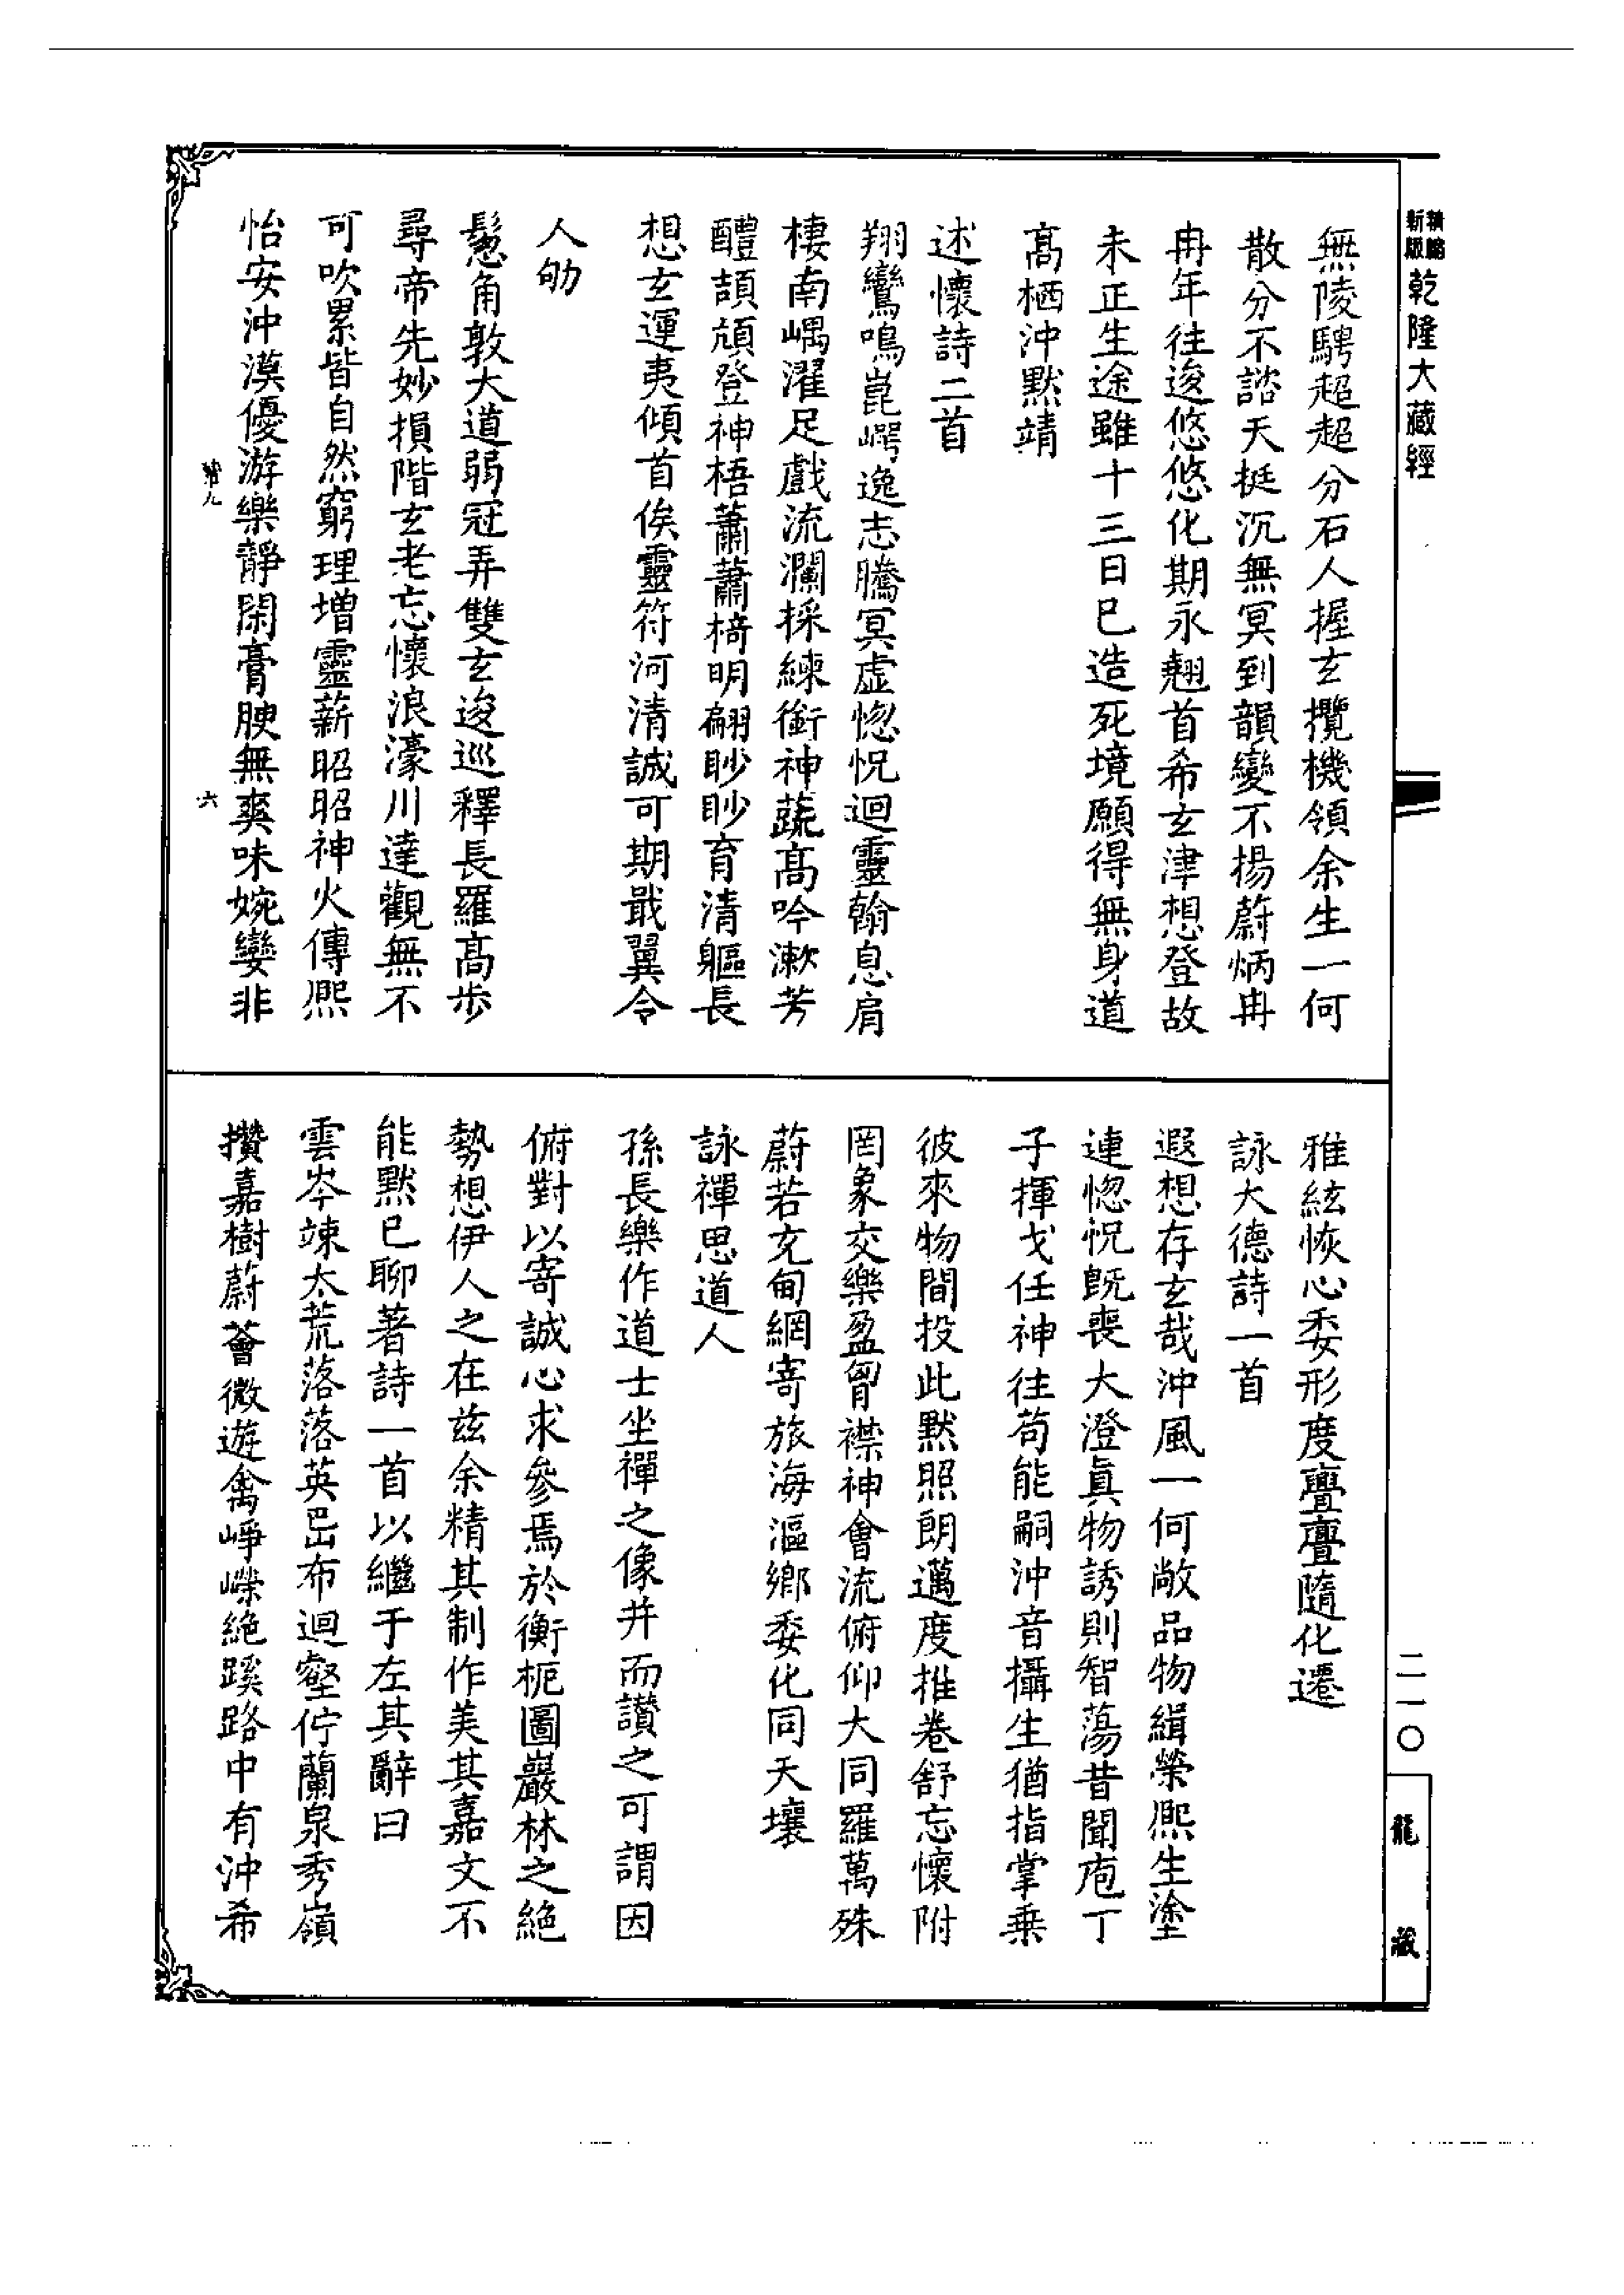 精縮
新版
乾隆大藏經
無陵騁超超分石人握玄攬機領余生一何
散分不諮天挺沉無冥到韻變不揚蔚炳冉
冉年往逡悠悠化期永翹首希玄津想登故
未正生途雖十三日已造死境願得無身道
高栖沖默靖
述懷詩二首
翔鸞鳴崑崿逸志騰冥虛惚怳迴靈翰息肩
棲南嵎濯足戲流瀾採練銜神蔬高吟漱芳
醴頡頏登神梧蕭蕭椅明翮眇眇育清軀長
想玄運夷傾首俟靈符河清誠可期戢翼令
人劬
鬆角敦大道弱冠弄雙玄逡巡釋長羅高步
尋帝先妙損階玄老忘懷浪濠川達觀無不
可吹累皆自然窮理增靈薪昭昭神火傳熙
怡安沖漠優游樂靜閑膏腴無爽味婉孌非
六
雅絃恢心委形度亹亹隨化遷
詠大德詩一首
遐想存玄哉沖風一何敞品物緝榮熙生塗
連惚怳既喪大澄真物誘則智蕩昔聞庖丁
子揮戈任神往苟能嗣沖音攝生猶指掌乘
彼來物間投此默照朗邁度推卷舒忘懷附
罔象交樂盈胷襟神會流俯仰大同羅萬殊
蔚若充甸網寄旅海漚鄉委化同天壤
詠禪思道人
孫長樂作道士坐禪之像并而讚之可謂因
俯對以寄誠心求參焉於衡枙圖巖林之絕
勢想伊人之在茲余精其制作美其嘉文不
能默已聊著詩一首以繼于左其辭曰
雲岑竦太荒落落英岊布迴壑佇蘭泉秀嶺
攢嘉樹蔚薈微遊禽崢嶸絕蹊路中有沖希
二一〇
龍藏